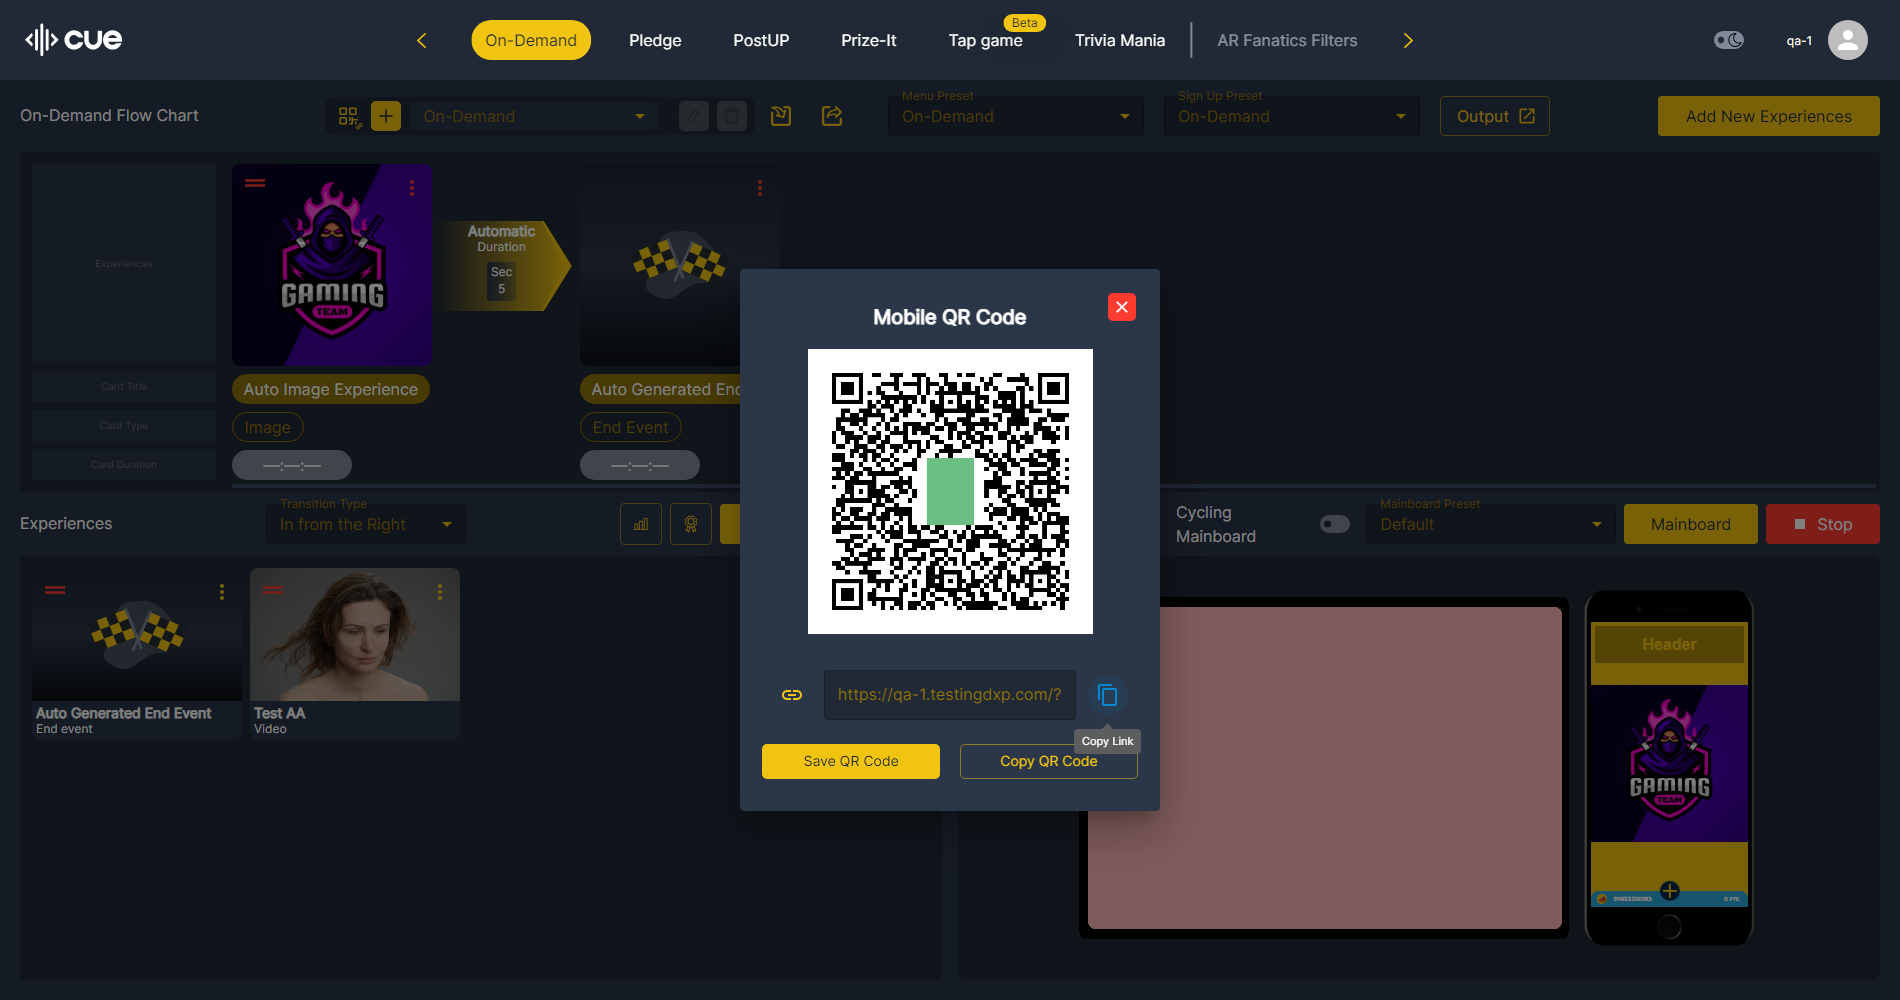 cue
On-Demand
Pledge
PostUP
Prize-It
Tap game
Beta
Trivia Mania
AR Fanatics Filters
qa-1
On-Demand Flow Chart
On-Demand
Menu Preset
On-Demand
Sign Up Preset
On-Demand
Output
Add New Experiences
Experiences
Card Title
Card Type
Card Duration
GAMING
TEAM
Auto Image Experience
Image
—:—:—
Automatic
Duration
Sec
5
Auto Generated End
End Event
—:—:—
Mobile QR Code
https://qa-1.testingdxp.com/?
Copy Link
Save QR Code
Copy QR Code
Experiences
Transition Type
In from the Right
Cycling
Mainboard
Mainboard Preset
Default
Mainboard
Stop
Auto Generated End Event
End event
Test AA
Video
Header
GAMING
TEAM
0 PTS.